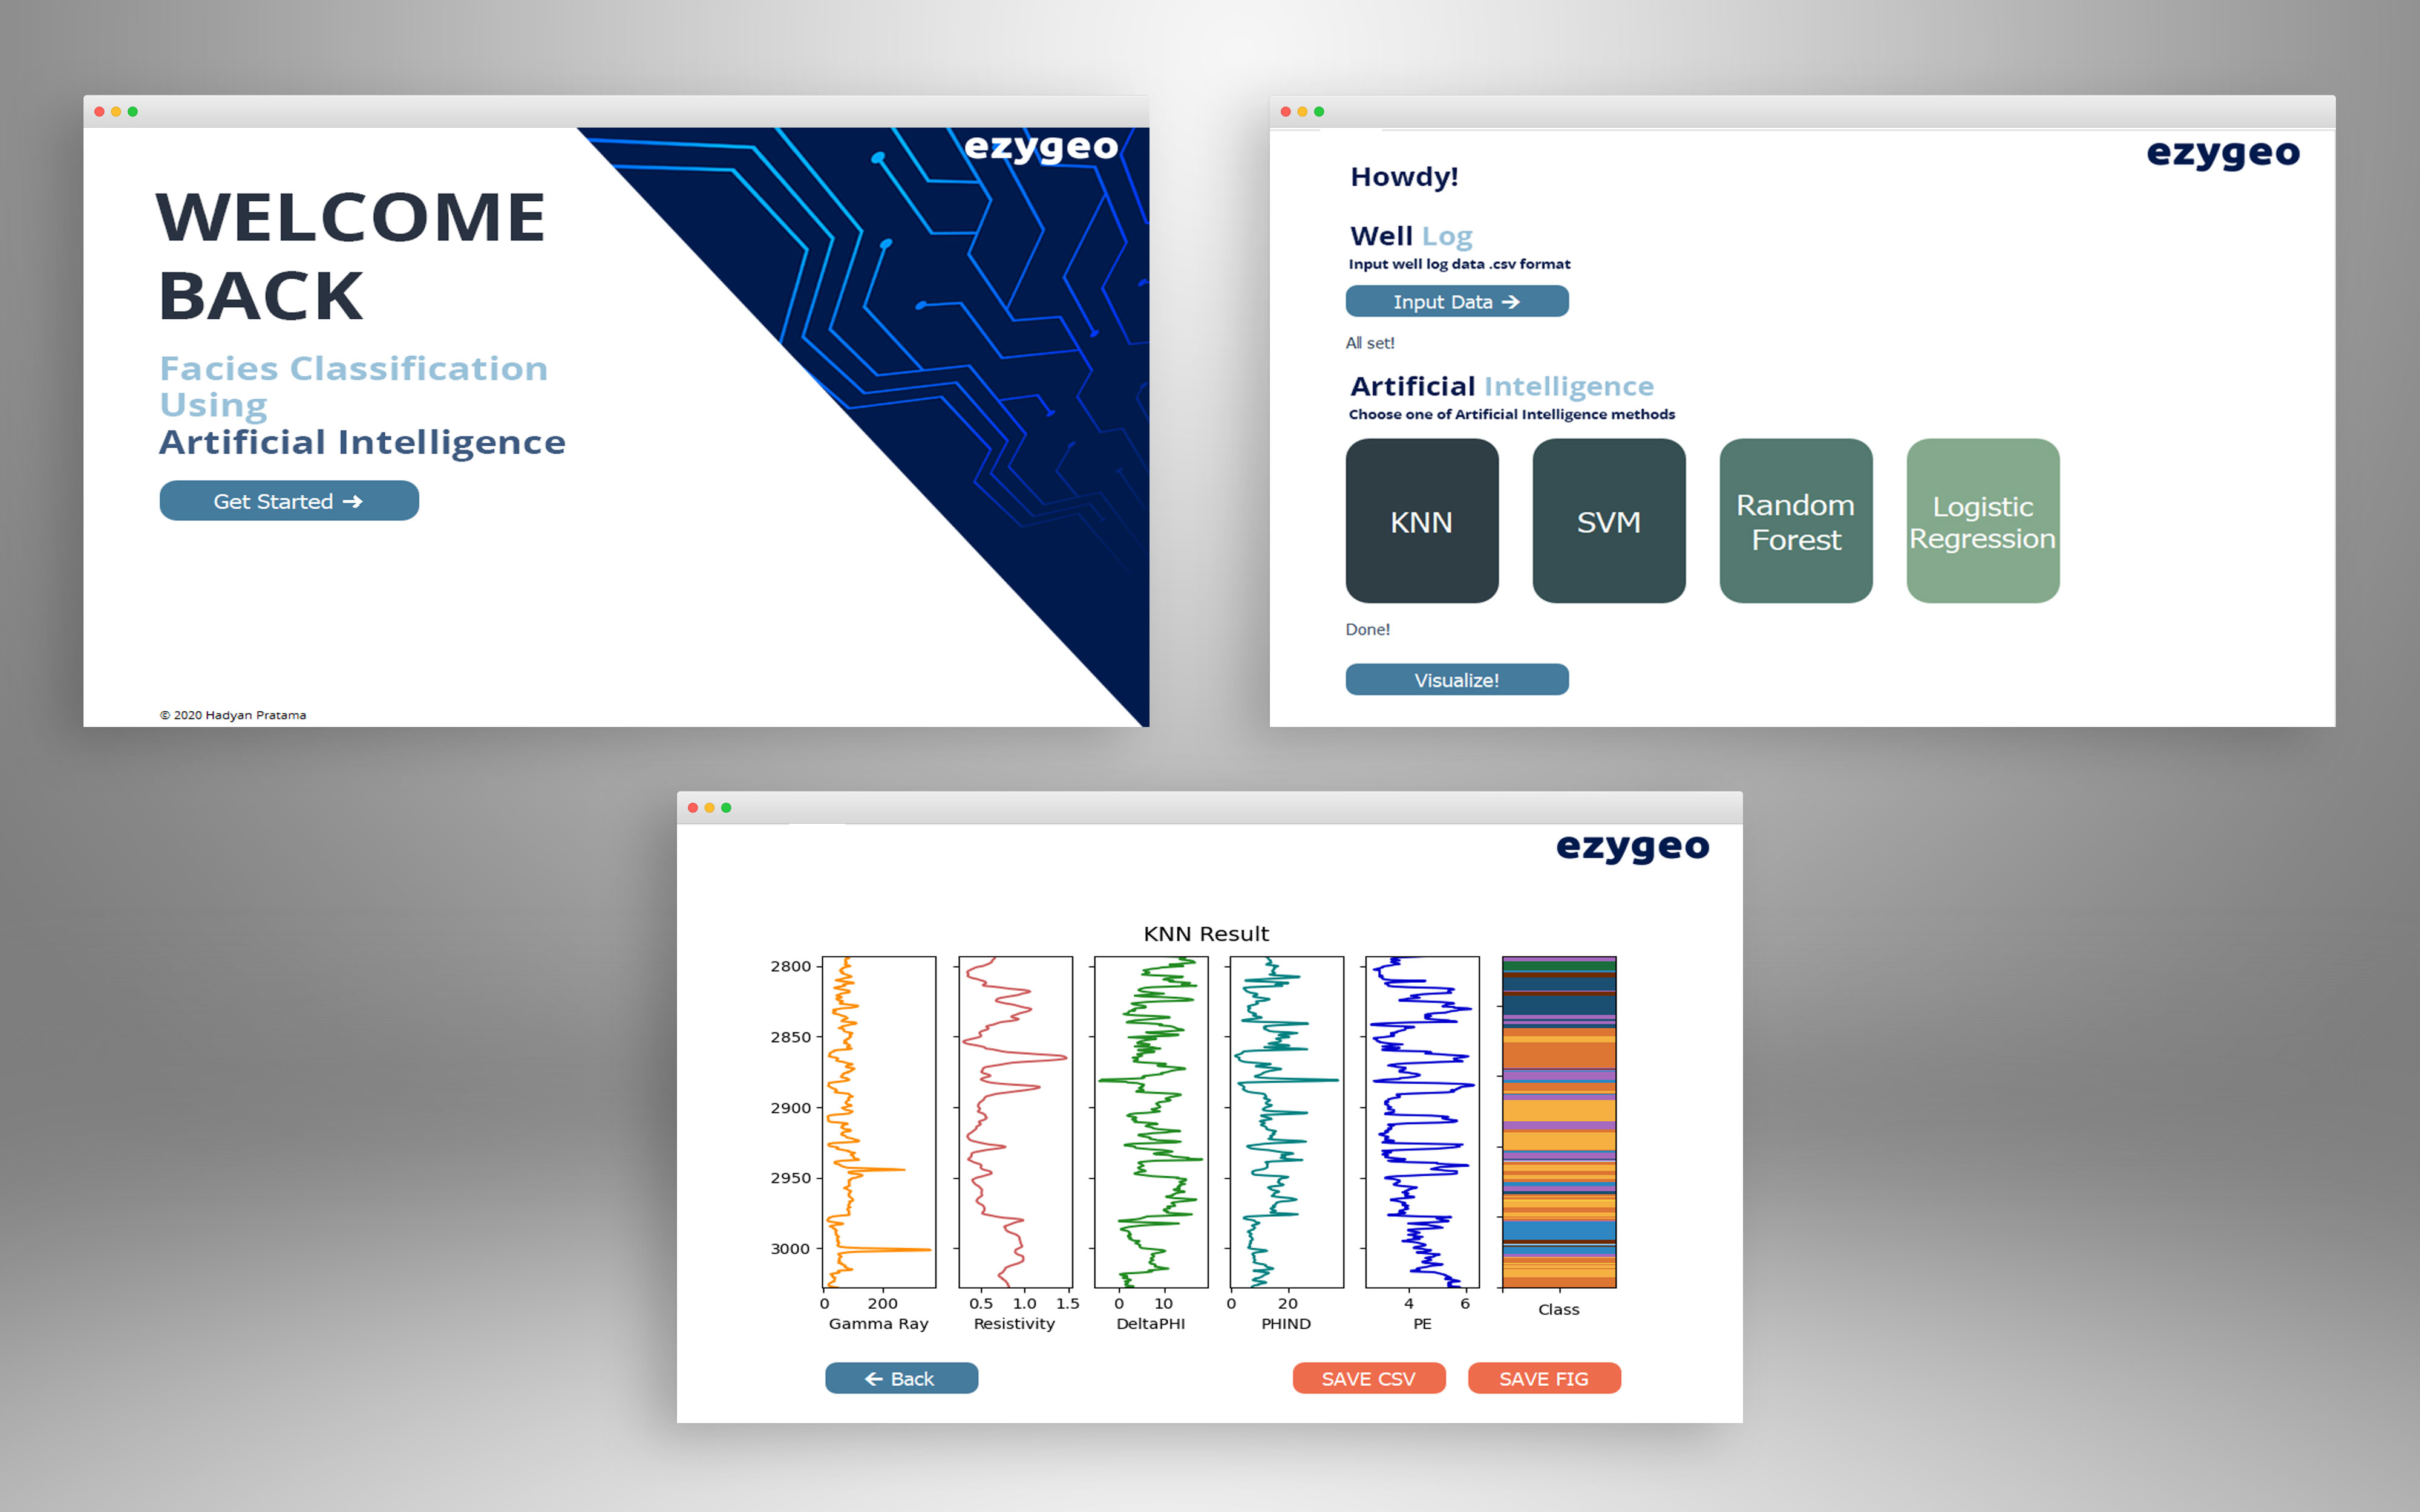 ezygeo
WELCOME
BACK
Facies Classification
Using
Artificial Intelligence
Get Started →
© 2020 Hadyan Pratama
ezygeo
Howdy!
Well Log
Input well log data .csv format
Input Data →
All set!
Artificial Intelligence
Choose one of Artificial Intelligence methods
KNN
SVM
Random
Forest
Logistic
Regression
Done!
Visualize!
ezygeo
KNN Result
2800
2850
2900
2950
3000
0 200
Gamma Ray
0.5 1.0 1.5
Resistivity
0 10
DeltaPHI
0 20
PHIND
4 6
PE
Class
← Back
SAVE CSV
SAVE FIG